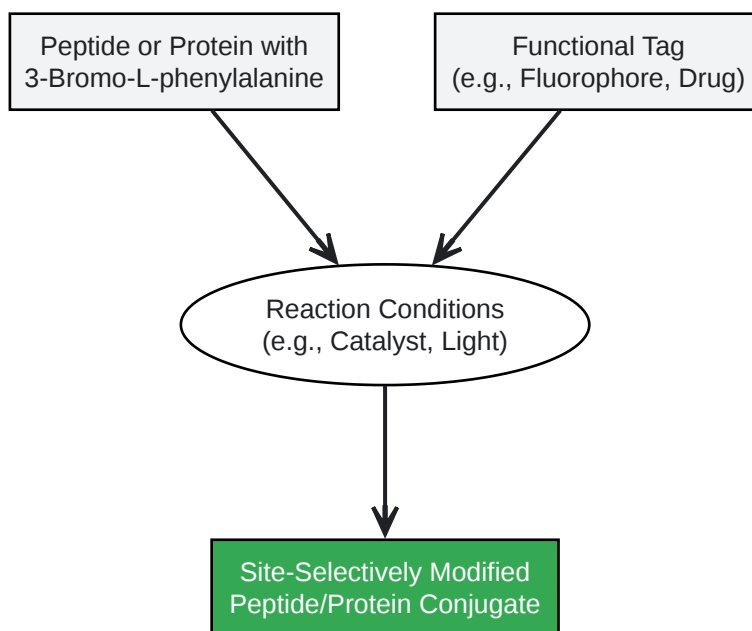 Peptide or Protein with
3-Bromo-L-phenylalanine
Functional Tag
(e.g., Fluorophore, Drug)
Reaction Conditions
(e.g., Catalyst, Light)
Site-Selectively Modified
Peptide/Protein Conjugate